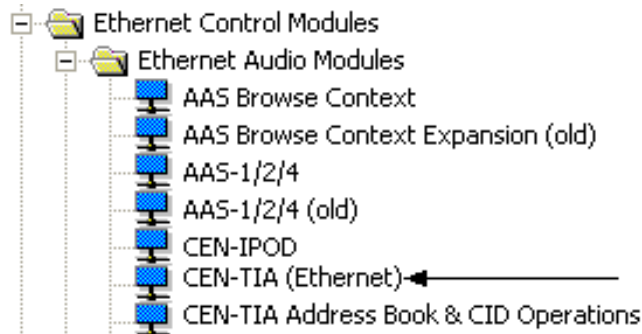 Ethernet Control Modules
Ethernet Audio Modules
AAS Browse Context
AAS Browse Context Expansion (old)
AAS-1/2/4
AAS-1/2/4 (old)
CEN-IPOD
CEN-TIA (Ethernet)
CEN-TIA Address Book & CID Operations